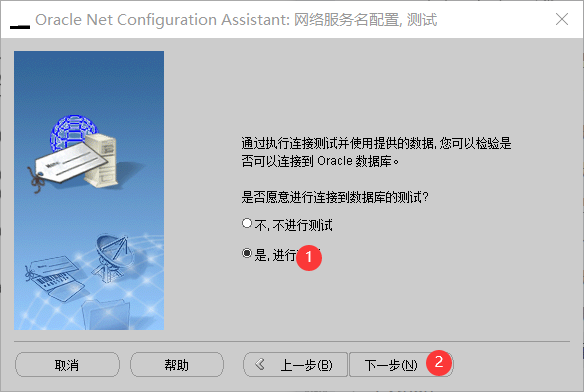 Oracle Net Configuration Assistant: 网络服务名配置, 测试
通过执行连接测试并使用提供的数据, 您可以检验是
否可以连接到 Oracle 数据库。
是否愿意进行连接到数据库的测试?
不, 不进行测试
是, 进行
1
取消
帮助
上一步(B)
下一步(N)
2